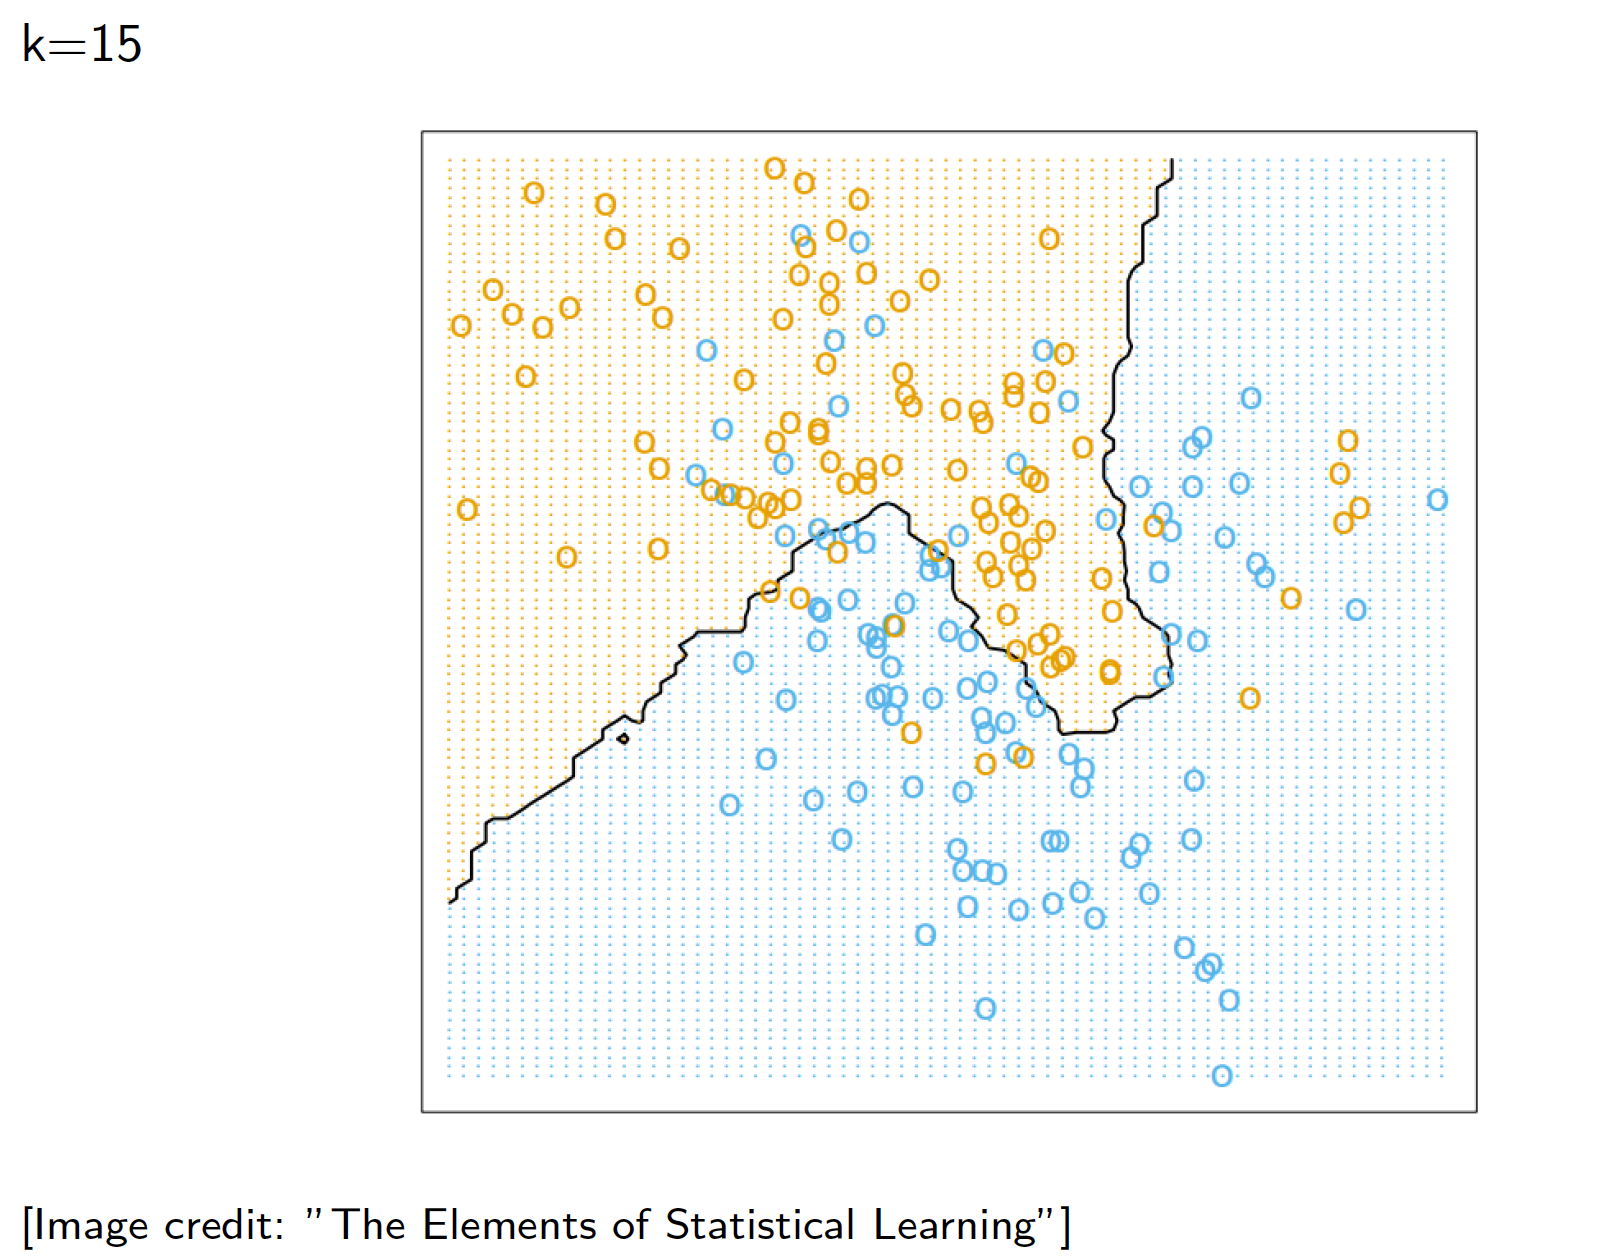 k=15
[Image credit: ”The Elements of Statistical Learning”]